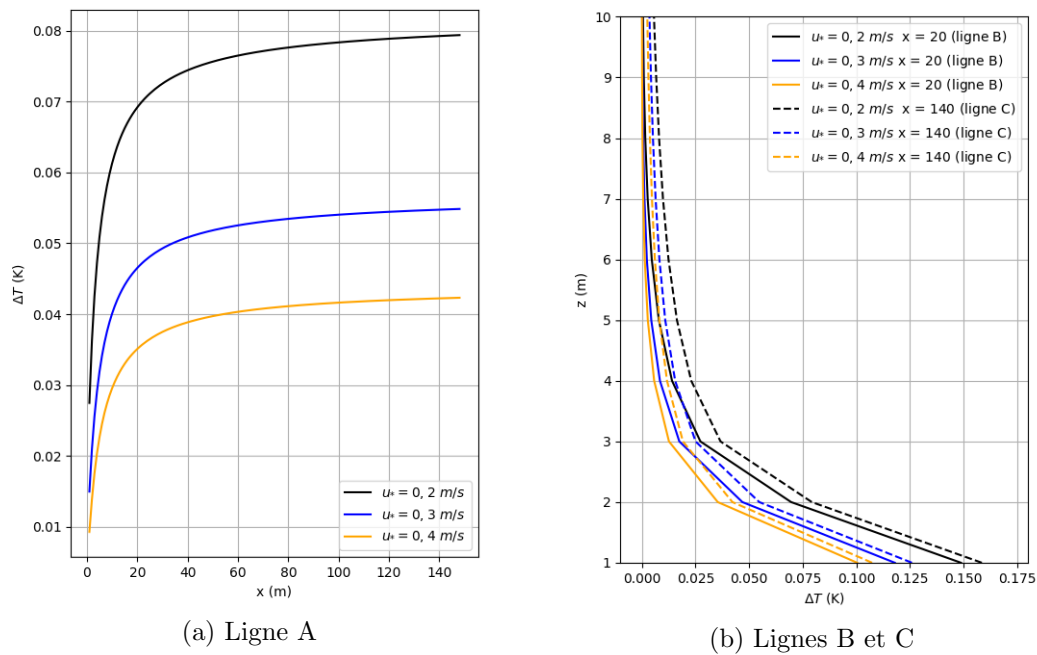 0.08
0.07
0.06
0.05
0.04
0.03
0.02
0.01
ΔT (K)
0 20 40 60 80 100 120 140
x (m)
u* = 0, 2 m/s
u* = 0, 3 m/s
u* = 0, 4 m/s
(a) Ligne A
10
9
8
7
6
5
4
3
2
1
z (m)
u* = 0, 2 m/s x = 20 (ligne B)
u* = 0, 3 m/s x = 20 (ligne B)
u* = 0, 4 m/s x = 20 (ligne B)
u* = 0, 2 m/s x = 140 (ligne C)
u* = 0, 3 m/s x = 140 (ligne C)
u* = 0, 4 m/s x = 140 (ligne C)
0.000 0.025 0.050 0.075 0.100 0.125 0.150 0.175
ΔT (K)
(b) Lignes B et C